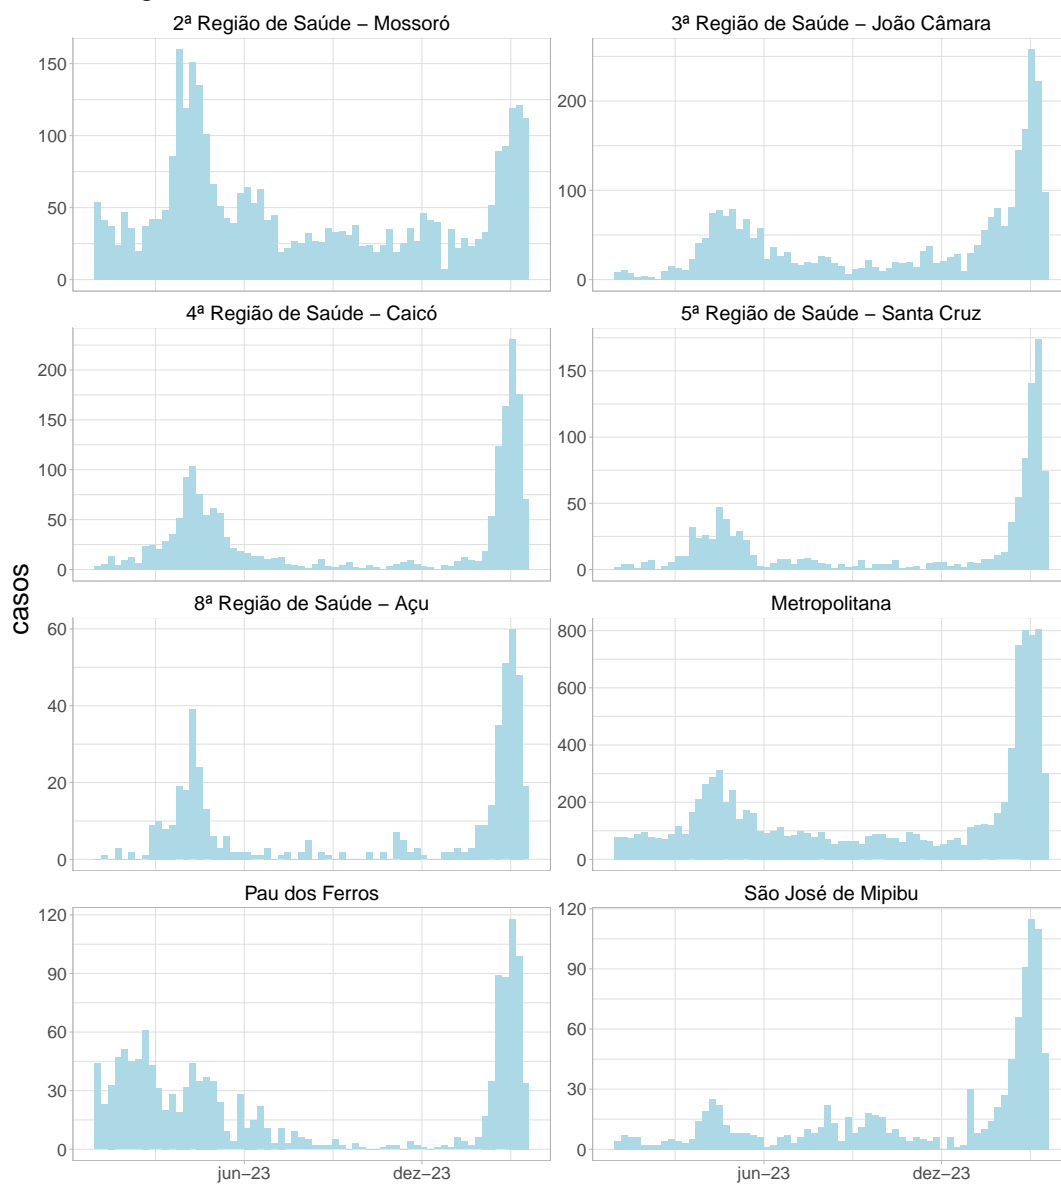 2ª Região de Saúde − Mossoró
3ª Região de Saúde − João Câmara
150
100
50
0
200
100
0
4ª Região de Saúde − Caicó
5ª Região de Saúde − Santa Cruz
200
150
100
50
0
150
100
50
0
casos
8ª Região de Saúde − Açu
Metropolitana
60
40
20
0
800
600
400
200
0
Pau dos Ferros
São José de Mipibu
120
90
60
30
0
120
90
60
30
0
jun−23
dez−23
jun−23
dez−23